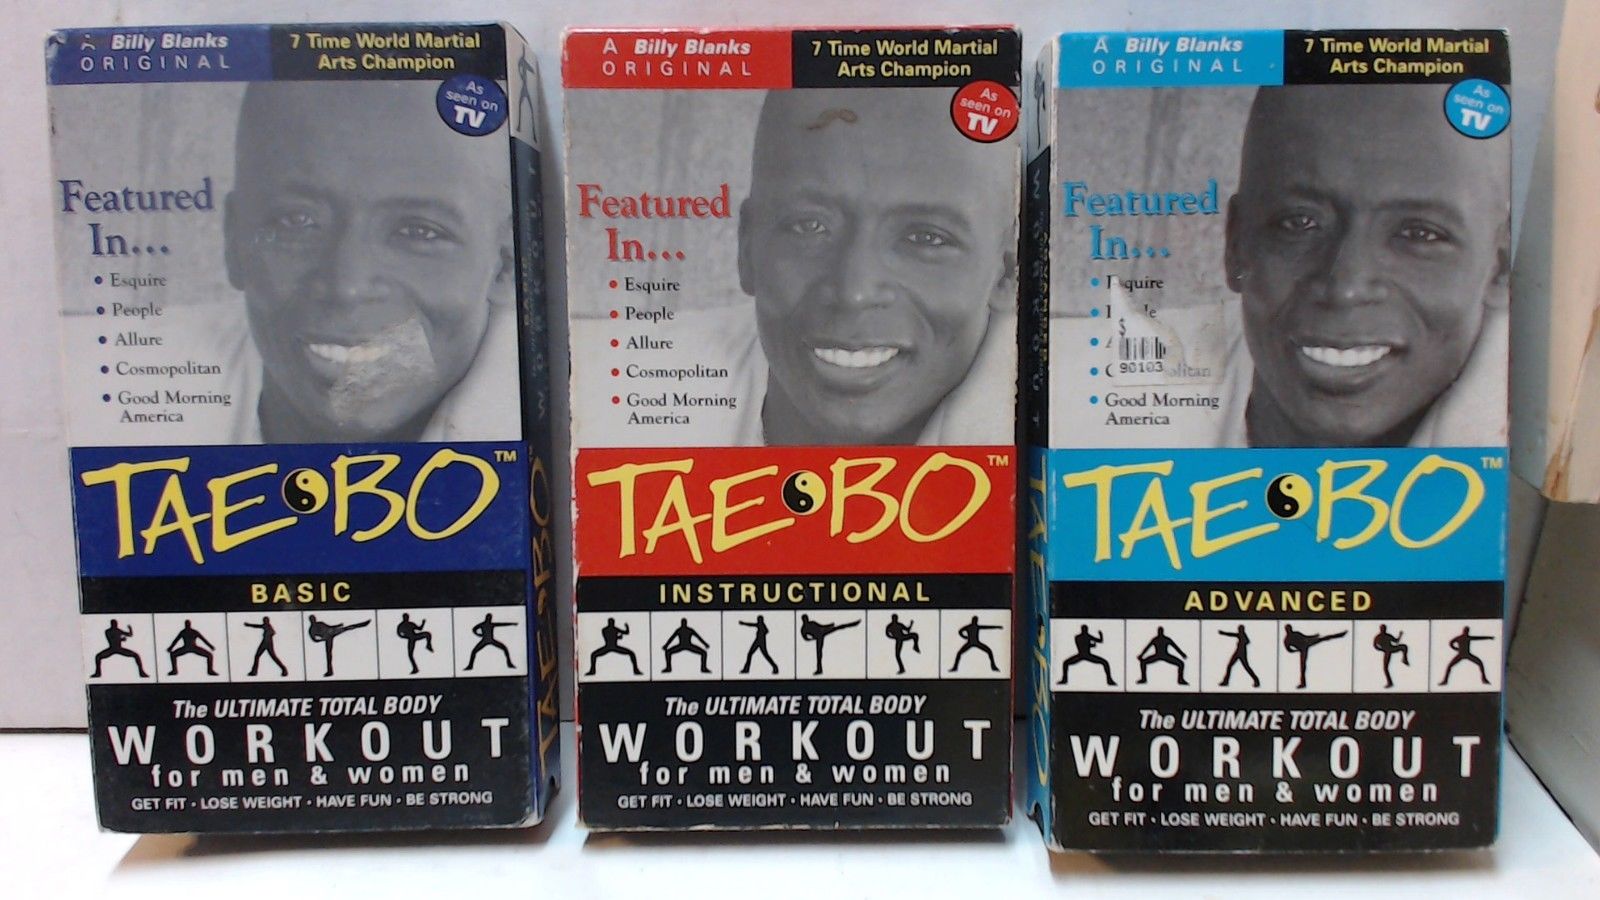 A Billy Blanks
ORIGINAL
7 Time World Martial
Arts Champion
As
seen on
TV
Featured
In...
• Esquire
• People
• Allure
• Cosmopolitan
• Good Morning
America
TAE BO™
BASIC
The ULTIMATE TOTAL BODY
WORKOUT
for men & women
GET FIT • LOSE WEIGHT • HAVE FUN • BE STRONG
TAE BO
A Billy Blanks
ORIGINAL
7 Time World Martial
Arts Champion
As
seen on
TV
Featured
In...
• Esquire
• People
• Allure
• Cosmopolitan
• Good Morning
America
TAE BO™
INSTRUCTIONAL
The ULTIMATE TOTAL BODY
WORKOUT
for men & women
GET FIT • LOSE WEIGHT • HAVE FUN • BE STRONG
A Billy Blanks
ORIGINAL
7 Time World Martial
Arts Champion
As
seen on
TV
Featured
In...
$
90103
• Good Morning
America
TAE BO™
ADVANCED
The ULTIMATE TOTAL BODY
WORKOUT
for men & women
GET FIT • LOSE WEIGHT • HAVE FUN • BE STRONG